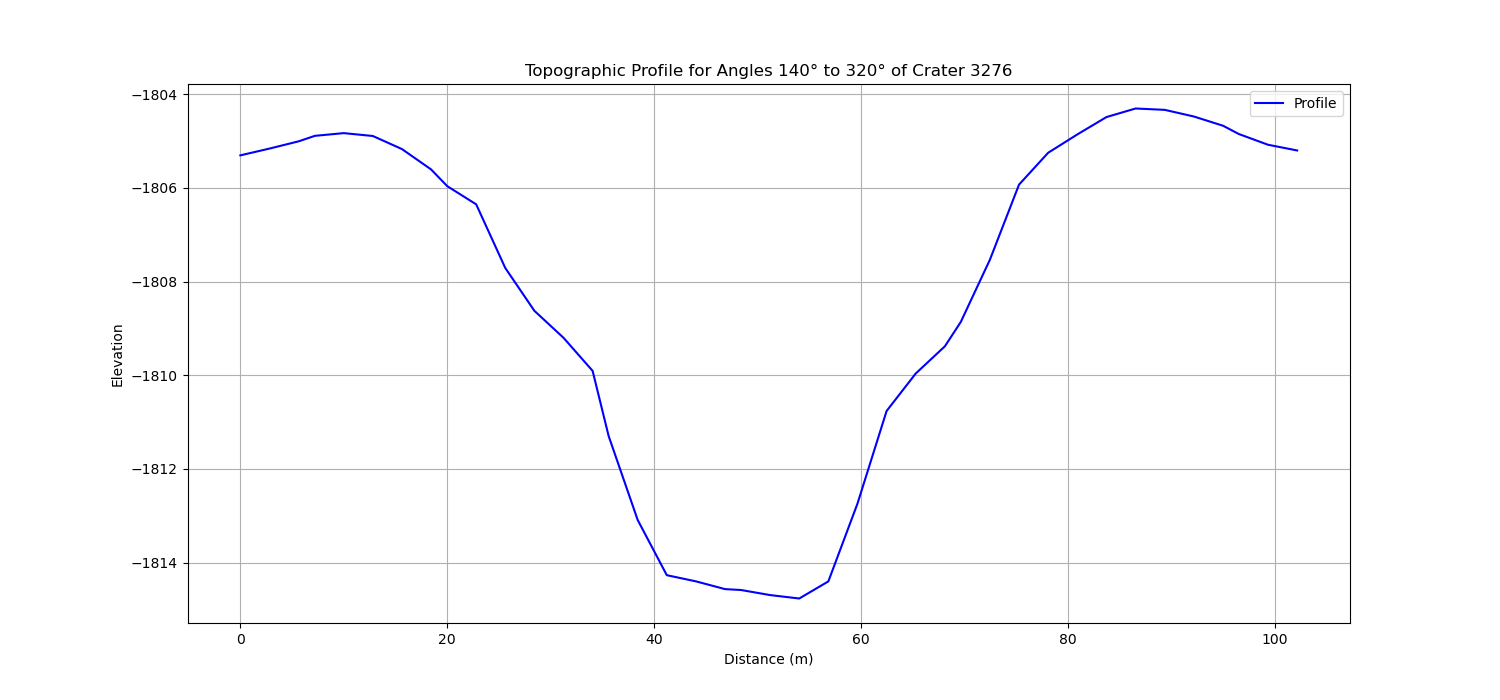 Topographic Profile for Angles 140° to 320° of Crater 3276
Profile
−1804
−1806
−1808
−1810
−1812
−1814
Elevation
0 20 40 60 80 100
Distance (m)